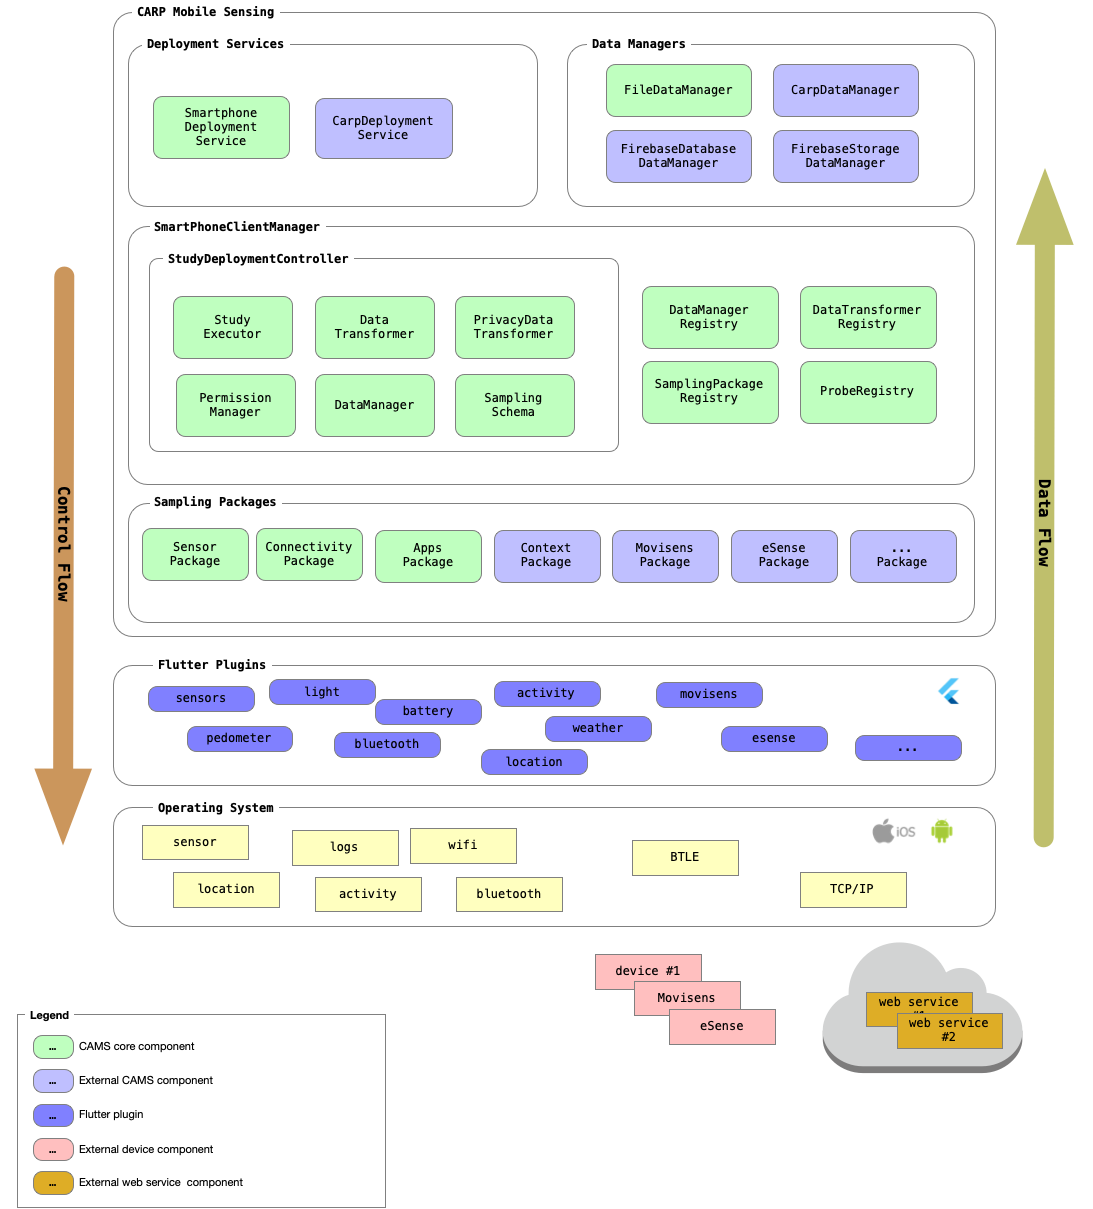 CARP Mobile Sensing
Deployment Services
Smartphone
Deployment
Service
CarpDeployment
Service
Data Managers
FileDataManager
CarpDataManager
FirebaseDatabase
DataManager
FirebaseStorage
DataManager
SmartPhoneClientManager
StudyDeploymentController
Study
Executor
Data
Transformer
PrivacyData
Transformer
Permission
Manager
DataManager
Sampling
Schema
DataManager
Registry
DataTransformer
Registry
SamplingPackage
Registry
ProbeRegistry
Control Flow
Data Flow
Sampling Packages
Sensor
Package
Connectivity
Package
Apps
Package
Context
Package
Movisens
Package
eSense
Package
...
Package
Flutter Plugins
sensors
light
battery
activity
movisens
pedometer
bluetooth
weather
location
esense
...
Operating System
iOS
sensor
logs
wifi
BTLE
location
activity
bluetooth
TCP/IP
device #1
Movisens
eSense
web service
web service
#2
Legend
... CAMS core component
... External CAMS component
... Flutter plugin
... External device component
... External web service component